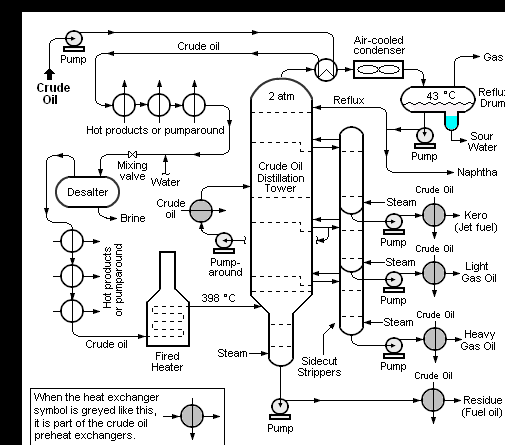 Pump
Crude oil
Air-cooled
condenser
Gas
Crude
Oil
2 atm
Reflux
43 °C
Reflux
Drum
Hot products or pumparound
Sour
Water
Pump
Mixing
valve
Water
Crude Oil
Distillation
Tower
Naphtha
Desalter
Crude
oil
Steam
Crude Oil
Kero
(Jet fuel)
Brine
Pump
Pump-
around
Hot products
or pumparound
Steam
Crude Oil
Light
Gas Oil
Pump
398 °C
Steam
Crude Oil
Heavy
Gas Oil
Crude oil
Fired
Heater
Steam
Sidecut
Strippers
Pump
Crude Oil
When the heat exchanger
symbol is greyed like this,
it is part of the crude oil
preheat exchangers.
Pump
Residue
(Fuel oil)